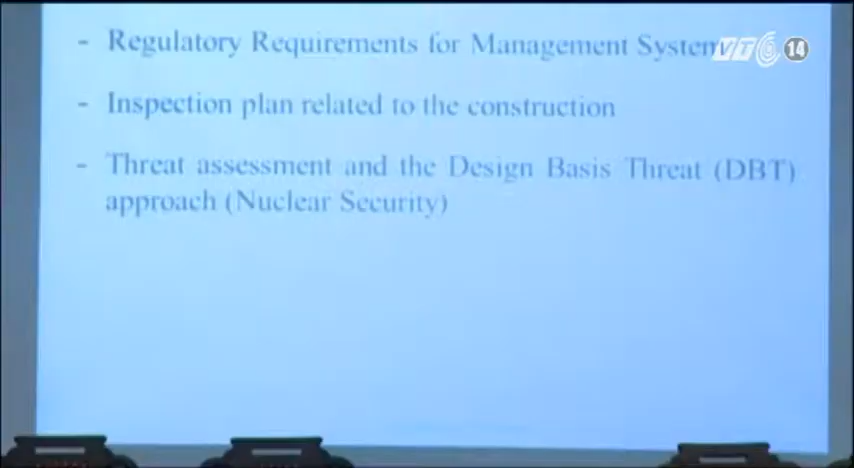 - Regulatory Requirements for Management System
VTC 14
- Inspection plan related to the construction
- Threat assessment and the Design Basis Threat (DBT)
approach (Nuclear Security)